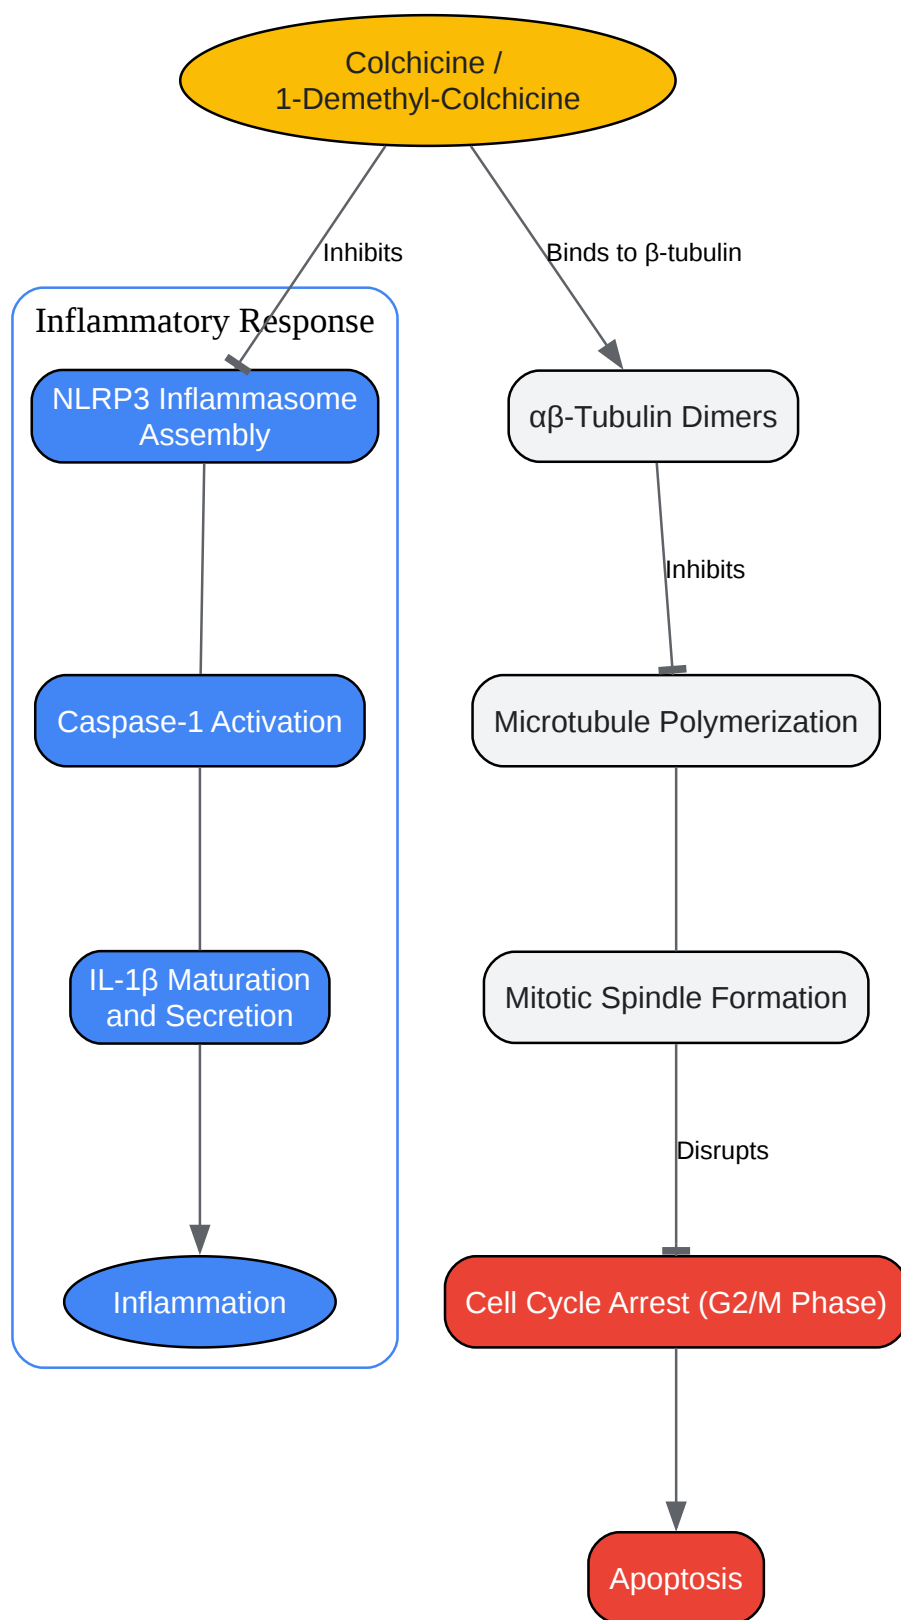 Colchicine /
1-Demethyl-Colchicine
Inhibits
Binds to β-tubulin
Inflammatory Response
NLRP3 Inflammasome
Assembly
αβ-Tubulin Dimers
Inhibits
Caspase-1 Activation
Microtubule Polymerization
IL-1β Maturation
and Secretion
Mitotic Spindle Formation
Disrupts
Inflammation
Cell Cycle Arrest (G2/M Phase)
Apoptosis